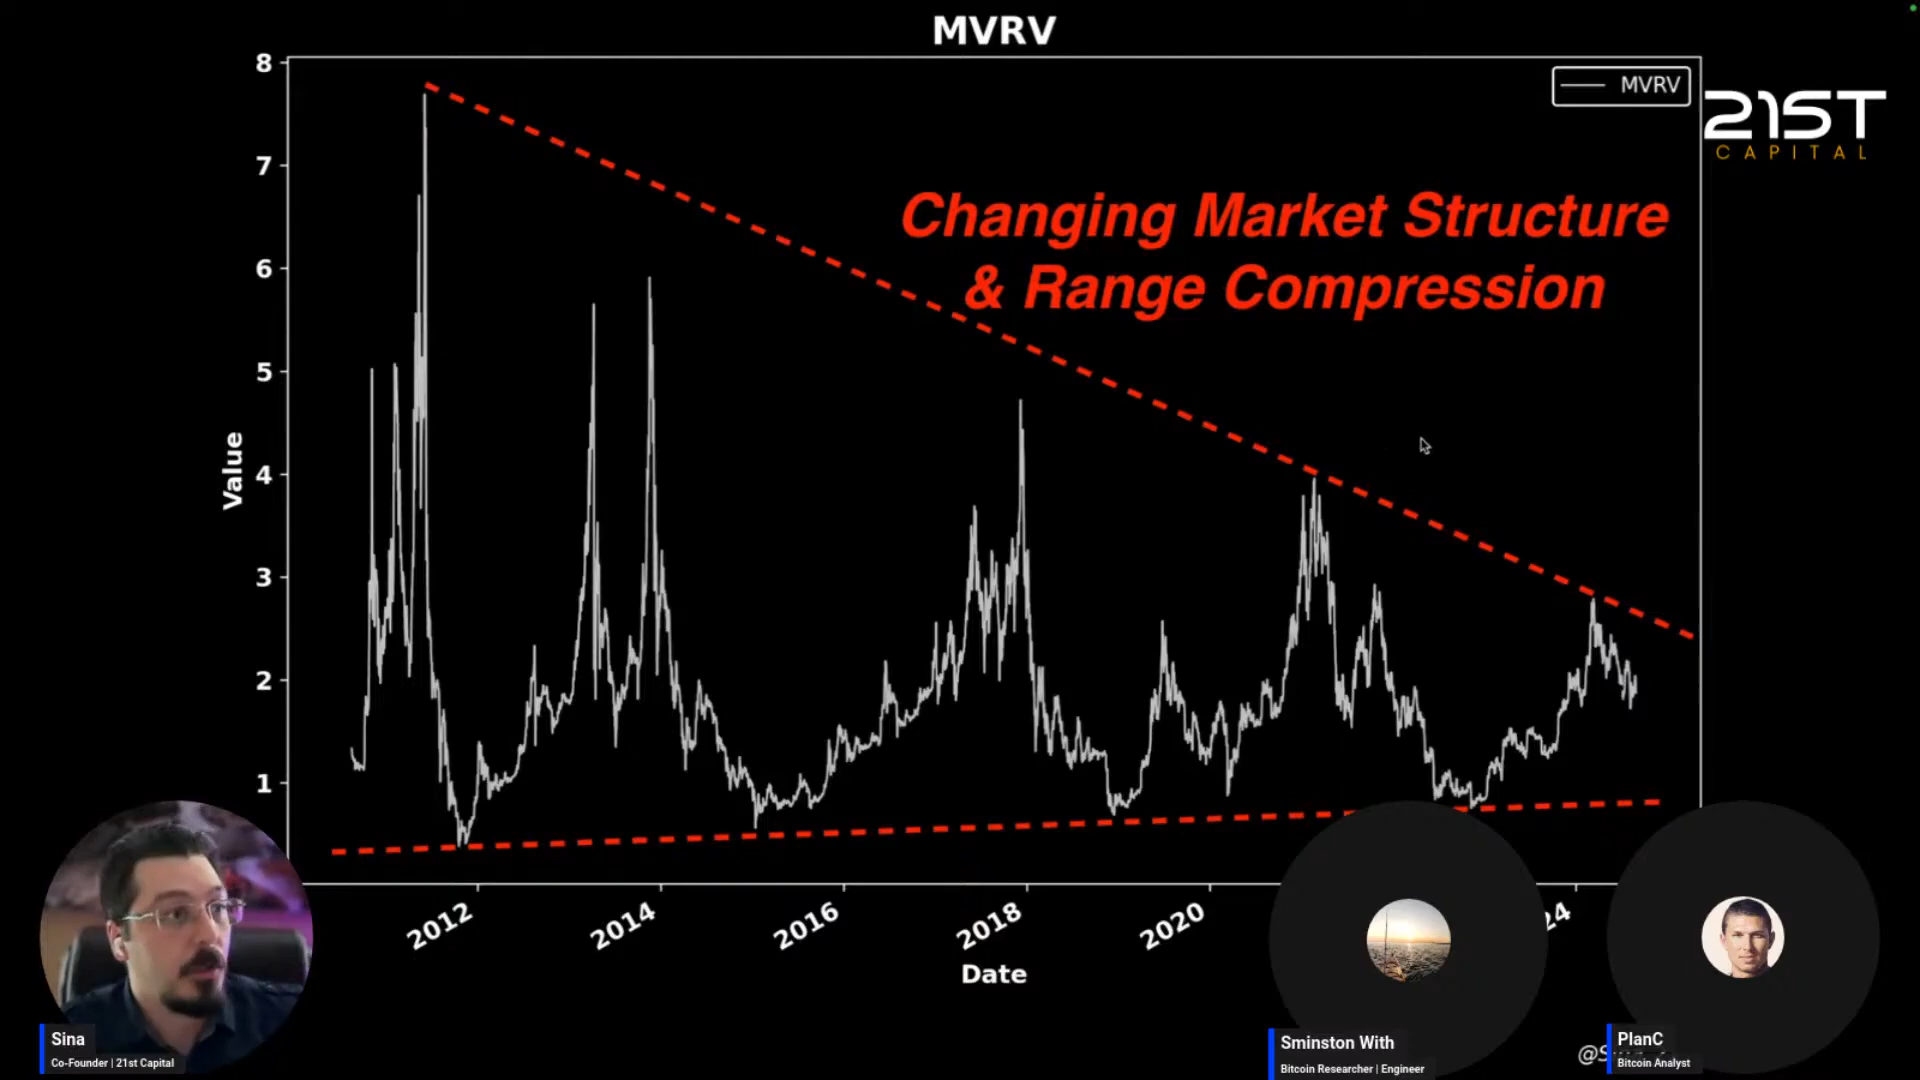 MVRV
8
7
6
5
4
3
2
1
Value
MVRV
21ST
CAPITAL
Changing Market Structure
& Range Compression
2012
2014
2016
2018
2020
24
Date
Sina
Co-Founder | 21st Capital
Sminston With
Bitcoin Researcher | Engineer
PlanC
Bitcoin Analyst